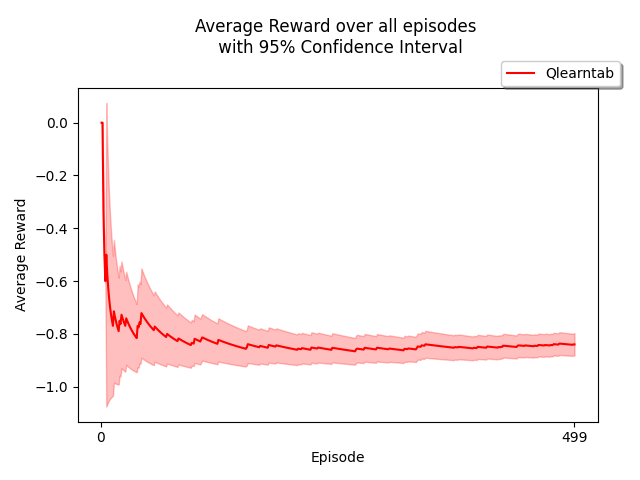 Average Reward over all episodes
with 95% Confidence Interval
Qlearntab
0.0
−0.2
−0.4
−0.6
−0.8
−1.0
Average Reward
0
499
Episode